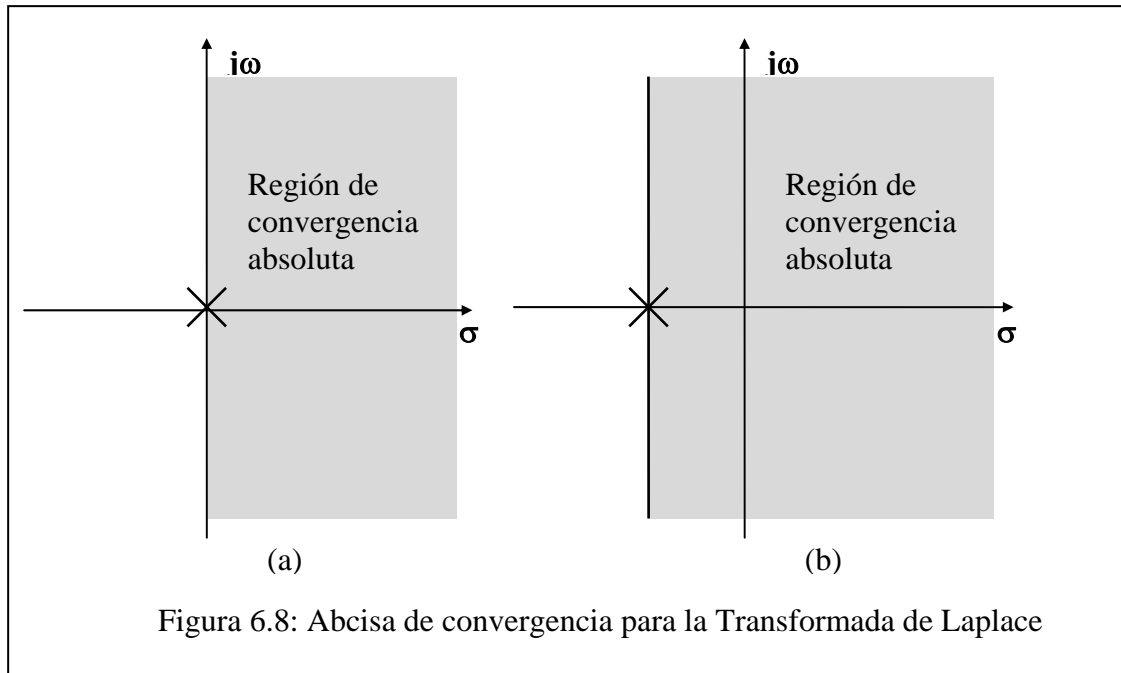 jω
Región de
convergencia
absoluta
σ
(a)
jω
Región de
convergencia
absoluta
σ
(b)
Figura 6.8: Abcisa de convergencia para la Transformada de Laplace